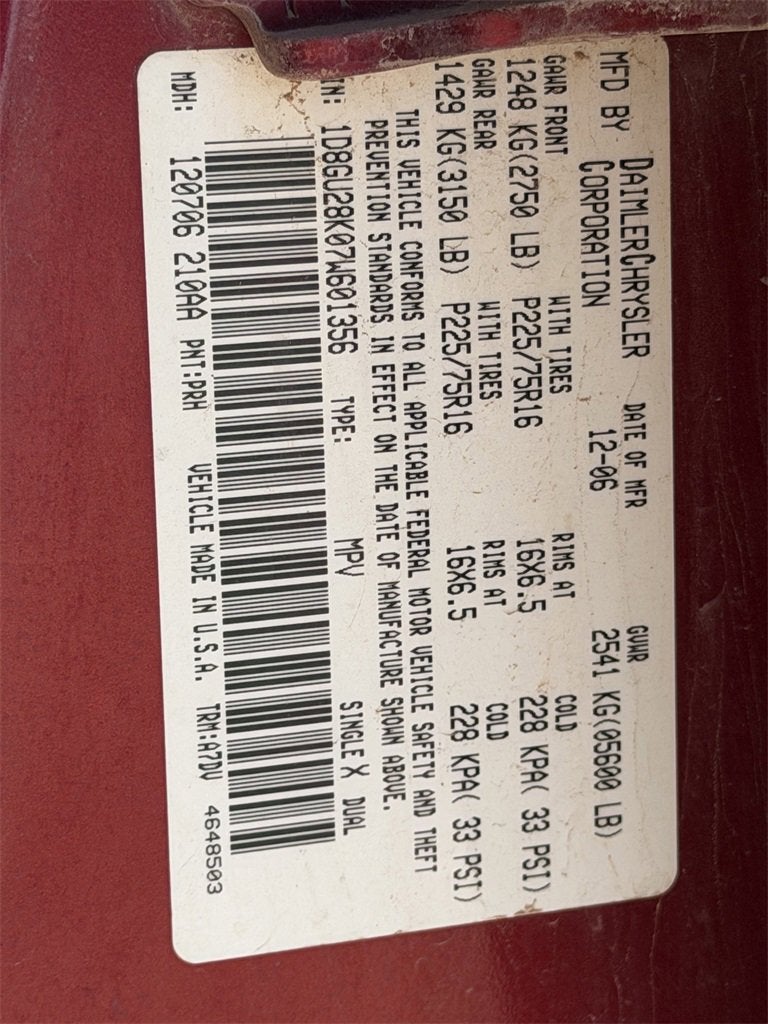 MFD BY DAIMLERCHRYSLER CORPORATION DATE OF MFR 12-06 GVWR 2541 KG(05600 LB)
GAWR FRONT WITH TIRES RIMS AT COLD
1248 KG(2750 LB) P225/75R16 16X6.5 228 KPA( 33 PSI)
GAWR REAR WITH TIRES RIMS AT COLD
1429 KG(3150 LB) P225/75R16 16X6.5 228 KPA( 33 PSI)
THIS VEHICLE CONFORMS TO ALL APPLICABLE FEDERAL MOTOR VEHICLE SAFETY AND THEFT
PREVENTION STANDARDS IN EFFECT ON THE DATE OF MANUFACTURE SHOWN ABOVE.
IN: 1D8GU28K07W601356 TYPE: MPV SINGLE X DUAL
MDH: 120706 210AA PNT:PRH VEHICLE MADE IN U.S.A. TRM:A7DV 4648503